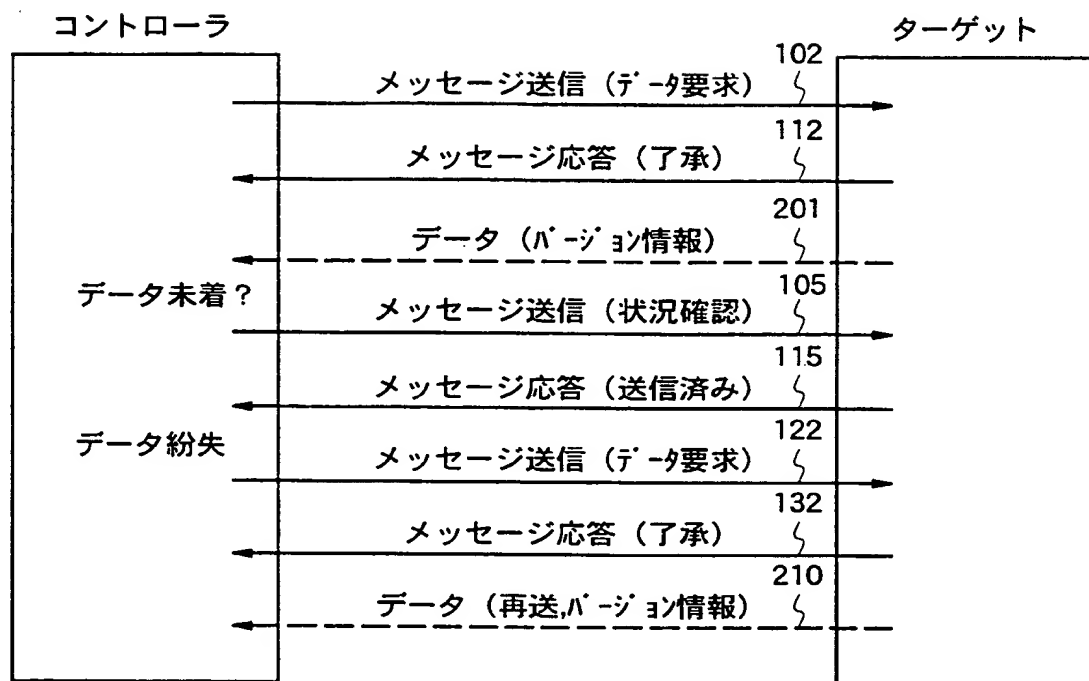 コントローラ
ターゲット
102
メッセージ送信（ﾃﾞｰﾀ要求）
112
メッセージ応答（了承）
201
データ（ﾊﾞｰｼﾞｮﾝ情報）
データ未着？
105
メッセージ送信（状況確認）
115
メッセージ応答（送信済み）
データ紛失
122
メッセージ送信（ﾃﾞｰﾀ要求）
132
メッセージ応答（了承）
210
データ（再送,ﾊﾞｰｼﾞｮﾝ情報）